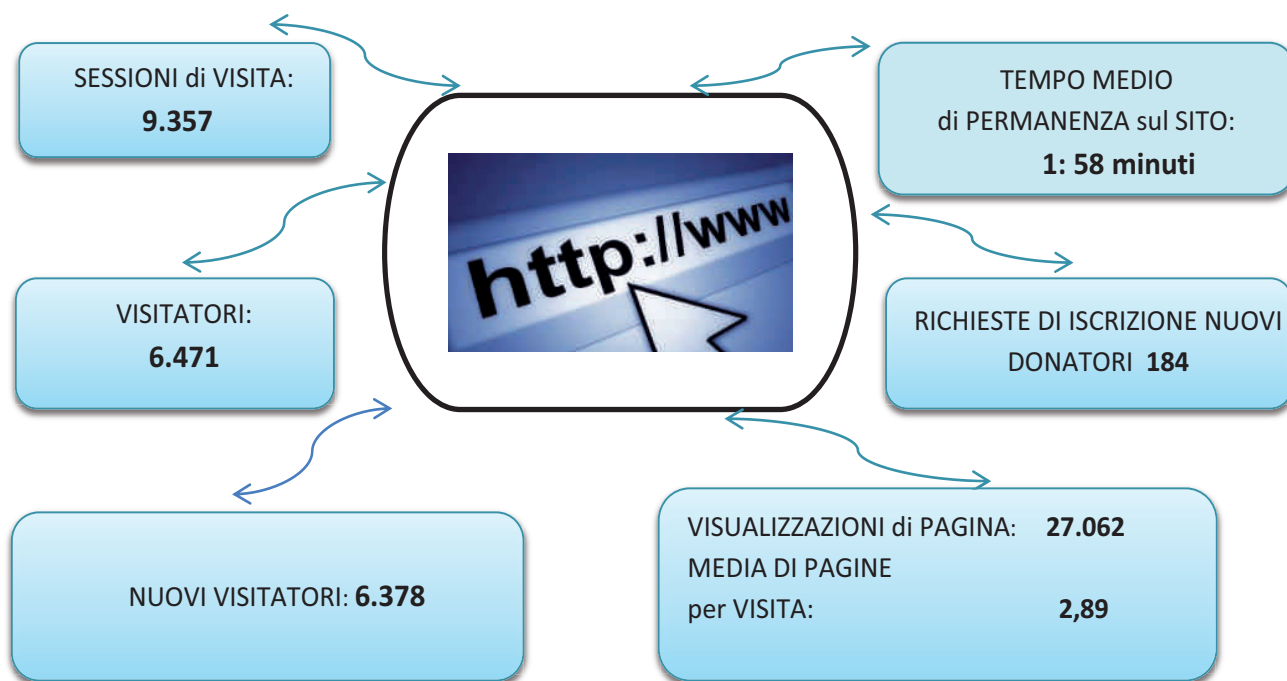 SESSIONI di VISITA:
9.357
TEMPO MEDIO
di PERMANENZA sul SITO:
1: 58 minuti
http://www
VISITATORI:
6.471
RICHIESTE DI ISCRIZIONE NUOVI
DONATORI 184
NUOVI VISITATORI: 6.378
VISUALIZZAZIONI di PAGINA: 27.062
MEDIA DI PAGINE
per VISITA: 2,89